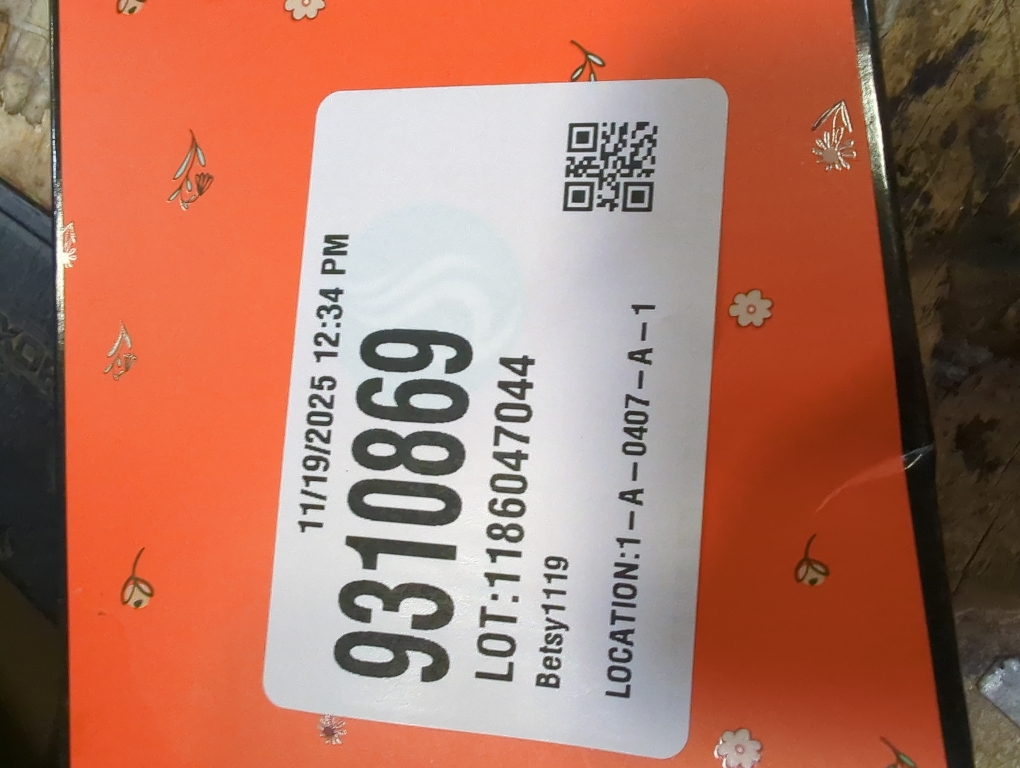 11/19/2025 12:34 PM
9310869
LOT:1186047044
Betsy1119
LOCATION:1-A-0407-A-1